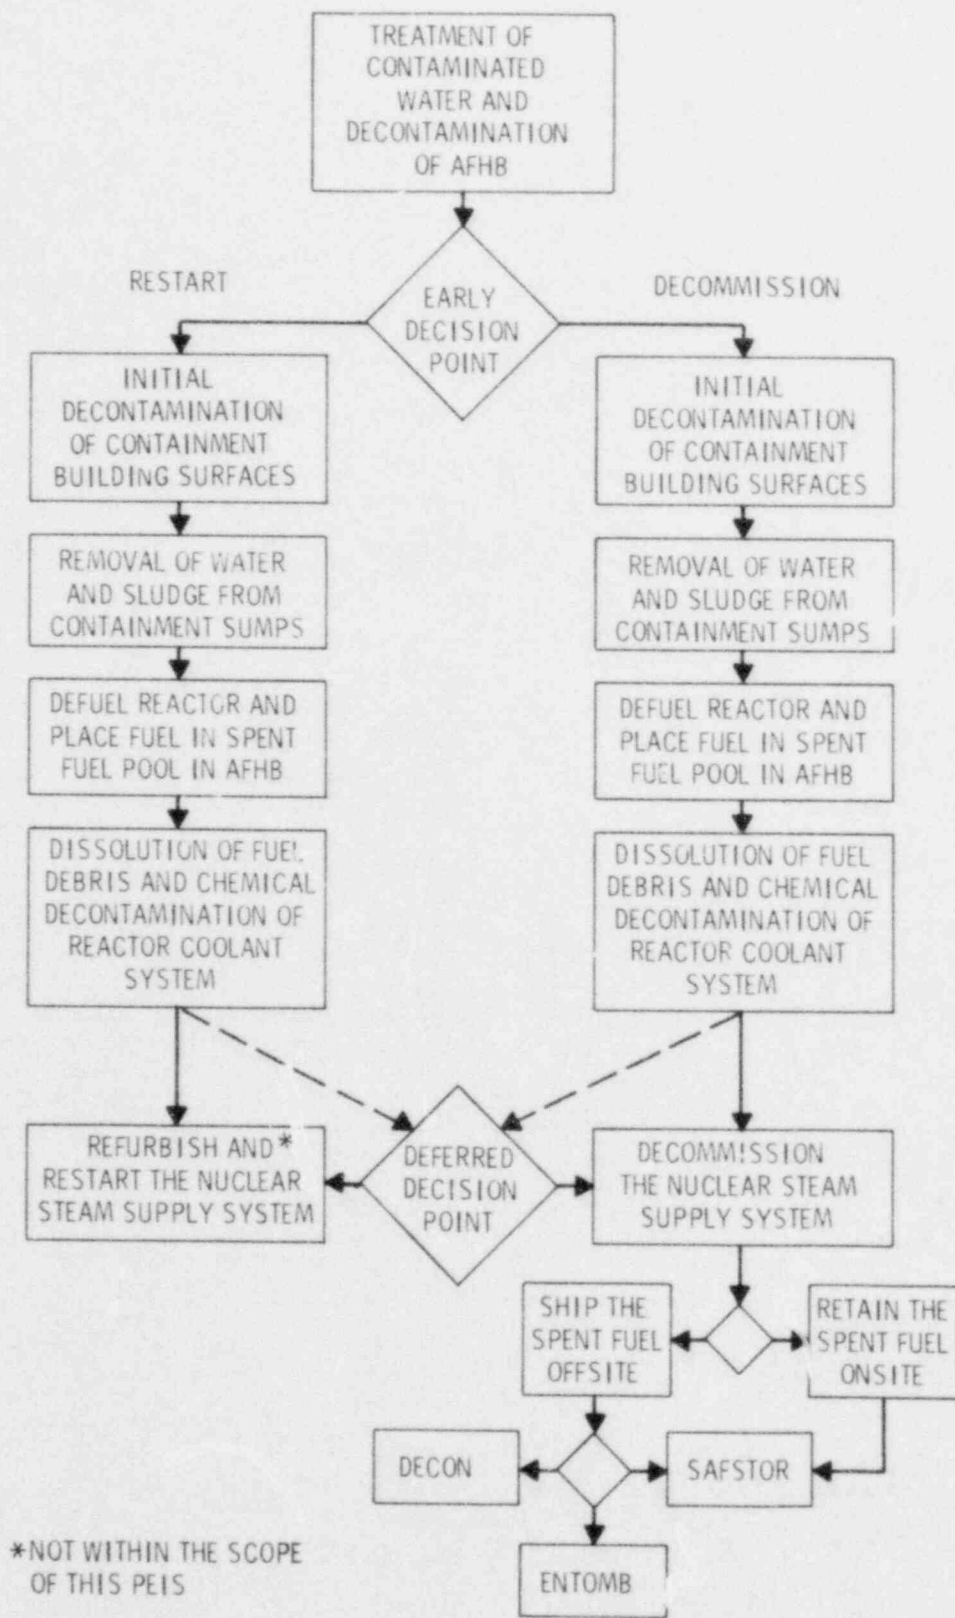 TREATMENT OF
CONTAMINATED
WATER AND
DECONTAMINATION
OF AFHB
RESTART
EARLY
DECISION
POINT
DECOMMISSION
INITIAL
DECONTAMINATION
OF CONTAINMENT
BUILDING SURFACES
INITIAL
DECONTAMINATION
OF CONTAINMENT
BUILDING SURFACES
REMOVAL OF WATER
AND SLUDGE FROM
CONTAINMENT SUMPS
REMOVAL OF WATER
AND SLUDGE FROM
CONTAINMENT SUMPS
DEFUEL REACTOR AND
PLACE FUEL IN SPENT
FUEL POOL IN AFHB
DEFUEL REACTOR AND
PLACE FUEL IN SPENT
FUEL POOL IN AFHB
DISSOLUTION OF FUEL
DEBRIS AND CHEMICAL
DECONTAMINATION OF
REACTOR COOLANT
SYSTEM
DISSOLUTION OF FUEL
DEBRIS AND CHEMICAL
DECONTAMINATION OF
REACTOR COOLANT
SYSTEM
REFURBISH AND*
RESTART THE NUCLEAR
STEAM SUPPLY SYSTEM
DEFERRED
DECISION
POINT
DECOMMISSION
THE NUCLEAR STEAM
SUPPLY SYSTEM
SHIP THE
SPENT FUEL
OFFSITE
RETAIN THE
SPENT FUEL
ONSITE
DECON
SAFSTOR
ENTOMB
*NOT WITHIN THE SCOPE
OF THIS PEIS